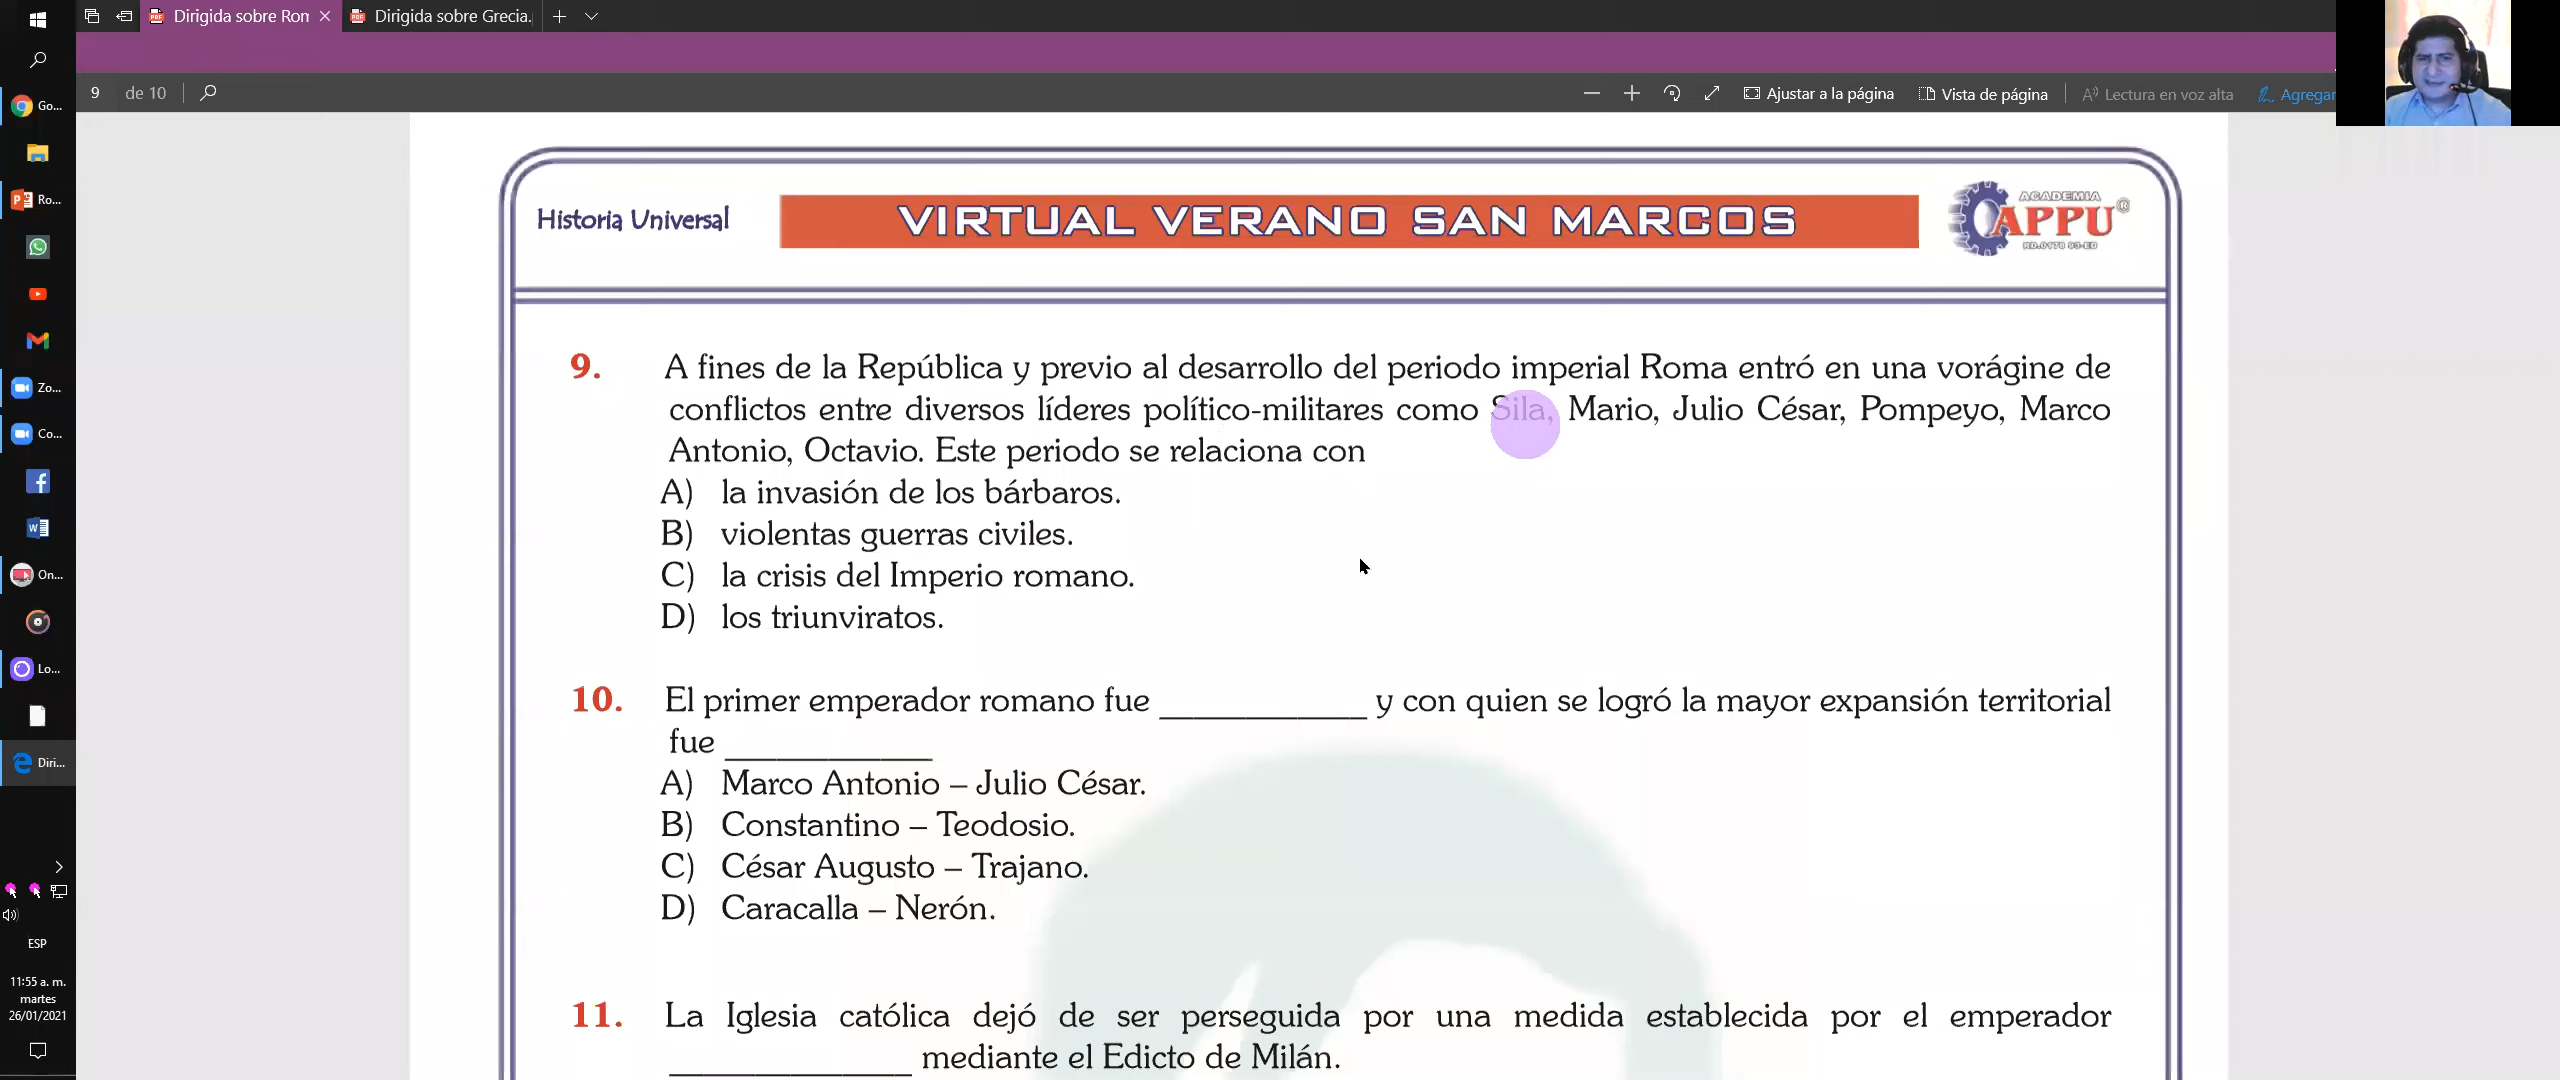 Dirigida sobre Ron
Dirigida sobre Grecia.
9 de 10
Ajustar a la página
Vista de página
Lectura en voz alta
Agregar
Go...
Ro...
Zo...
Co...
On...
Lo...
Diri...
ESP
11:55 a. m.
martes
26/01/2021
Historia Universal
VIRTUAL VERANO SAN MARCOS
ACADEMIA
APPU®
RD.0170 93-ED
9. A fines de la República y previo al desarrollo del periodo imperial Roma entró en una vorágine de
conflictos entre diversos líderes político-militares como Sila, Mario, Julio César, Pompeyo, Marco
Antonio, Octavio. Este periodo se relaciona con
A) la invasión de los bárbaros.
B) violentas guerras civiles.
C) la crisis del Imperio romano.
D) los triunviratos.
10. El primer emperador romano fue ____________ y con quien se logró la mayor expansión territorial
fue ____________
A) Marco Antonio – Julio César.
B) Constantino – Teodosio.
C) César Augusto – Trajano.
D) Caracalla – Nerón.
11. La Iglesia católica dejó de ser perseguida por una medida establecida por el emperador
______________ mediante el Edicto de Milán.